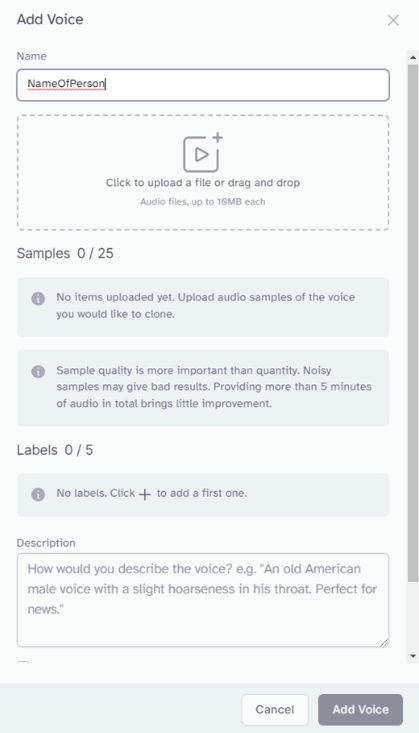 Add Voice
Name
NameOfPerson
Click to upload a file or drag and drop
Audio files, up to 10MB each
Samples 0 / 25
No items uploaded yet. Upload audio samples of the voice
you would like to clone.
Sample quality is more important than quantity. Noisy
samples may give bad results. Providing more than 5 minutes
of audio in total brings little improvement.
Labels 0 / 5
No labels. Click + to add a first one.
Description
How would you describe the voice? e.g. "An old American
male voice with a slight hoarseness in his throat. Perfect for
news."
Cancel
Add Voice